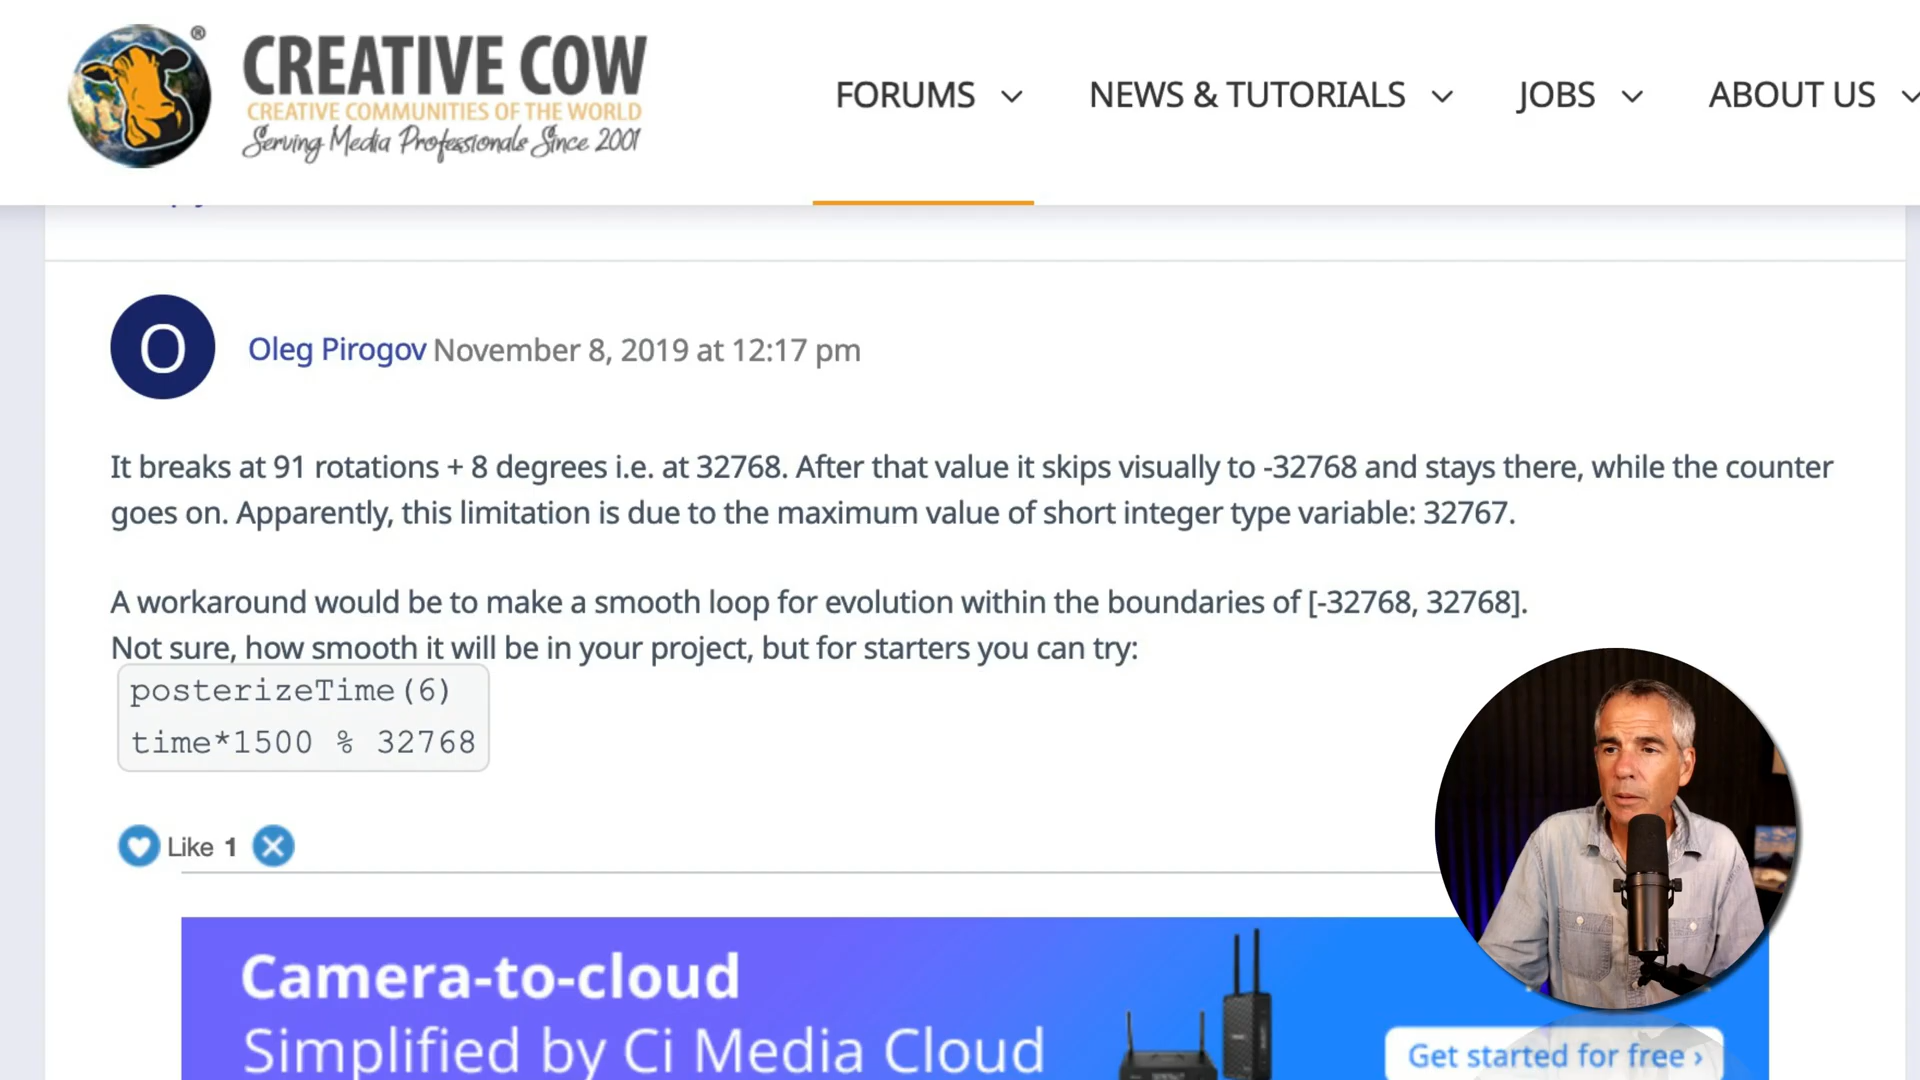 CREATIVE COW
®
CREATIVE COMMUNITIES OF THE WORLD
Serving Media Professionals Since 2001
FORUMS
NEWS & TUTORIALS
JOBS
ABOUT US
O
Oleg Pirogov November 8, 2019 at 12:17 pm
It breaks at 91 rotations + 8 degrees i.e. at 32768. After that value it skips visually to -32768 and stays there, while the counter
goes on. Apparently, this limitation is due to the maximum value of short integer type variable: 32767.
A workaround would be to make a smooth loop for evolution within the boundaries of [-32768, 32768].
Not sure, how smooth it will be in your project, but for starters you can try:
posterizeTime(6)
time*1500 % 32768
Like 1
Camera-to-cloud
Simplified by Ci Media Cloud
Get started for free ›